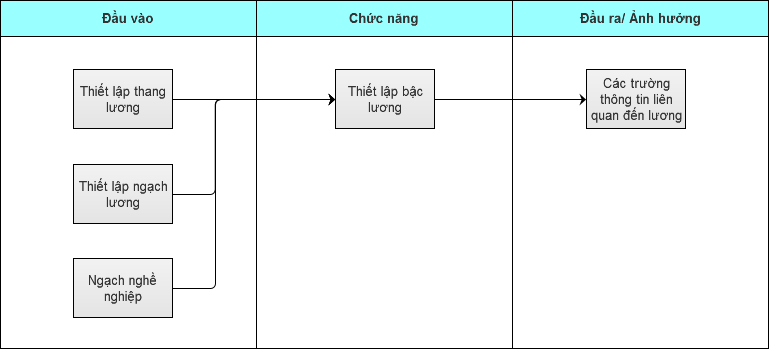 Đầu vào
Chức năng
Đầu ra/ Ảnh hưởng
Thiết lập thang
lương
Thiết lập bậc
lương
Các trường
thông tin liên
quan đến lương
Thiết lập ngạch
lương
Ngạch nghề
nghiệp